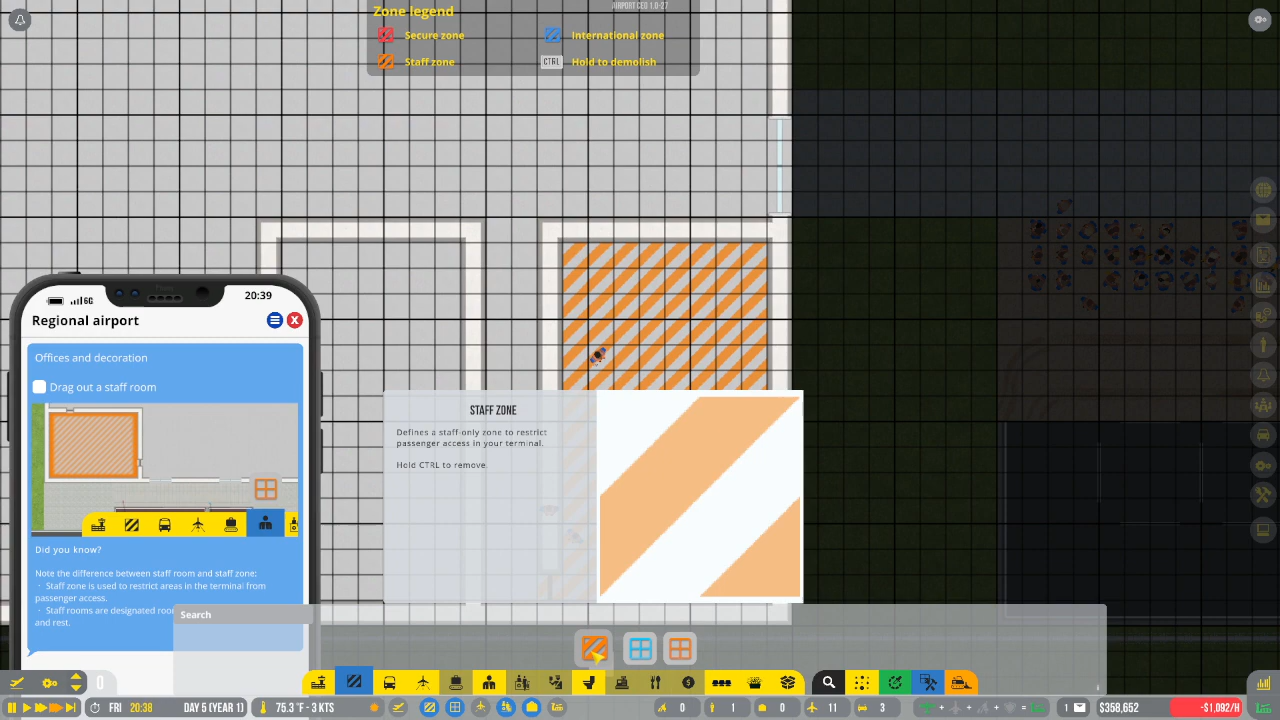 AIRPORT CEO 1.0-27
Zone legend
Secure zone
International zone
Staff zone
CTRL
Hold to demolish
6G
20:39
Regional airport
Offices and decoration
Drag out a staff room
Did you know?
Note the difference between staff room and staff zone:
· Staff zone is used to restrict areas in the terminal from
passenger access.
· Staff rooms are designated roo
and rest.
STAFF ZONE
Defines a staff-only zone to restrict
passenger access in your terminal.
Hold CTRL to remove.
Search
0
FRI 20:38
DAY 5 (YEAR 1)
75.3°F - 3 KTS
0
1
0
11
3
1
$358,652
-$1,092/H